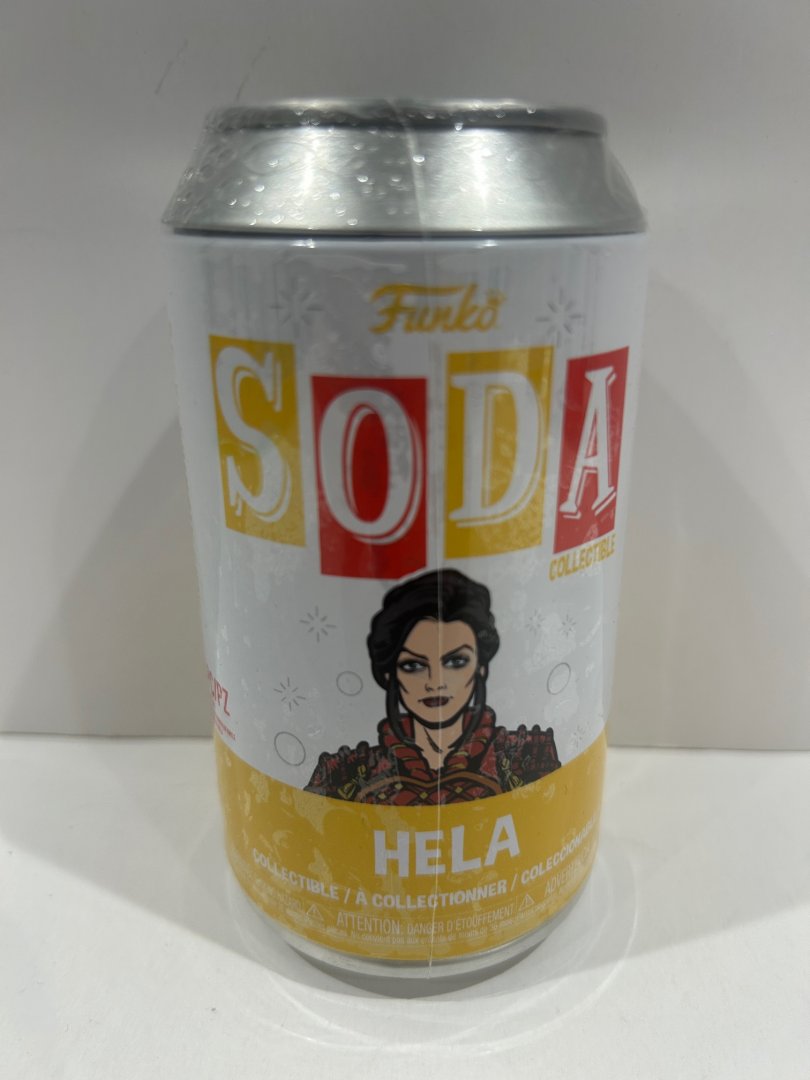 Funko
SODA
COLLECTIBLE
HELA
COLLECTIBLE / À COLLECTIONNER / COLECCIONABLE
ATTENTION: DANGER D'ÉTOUFFEMENT